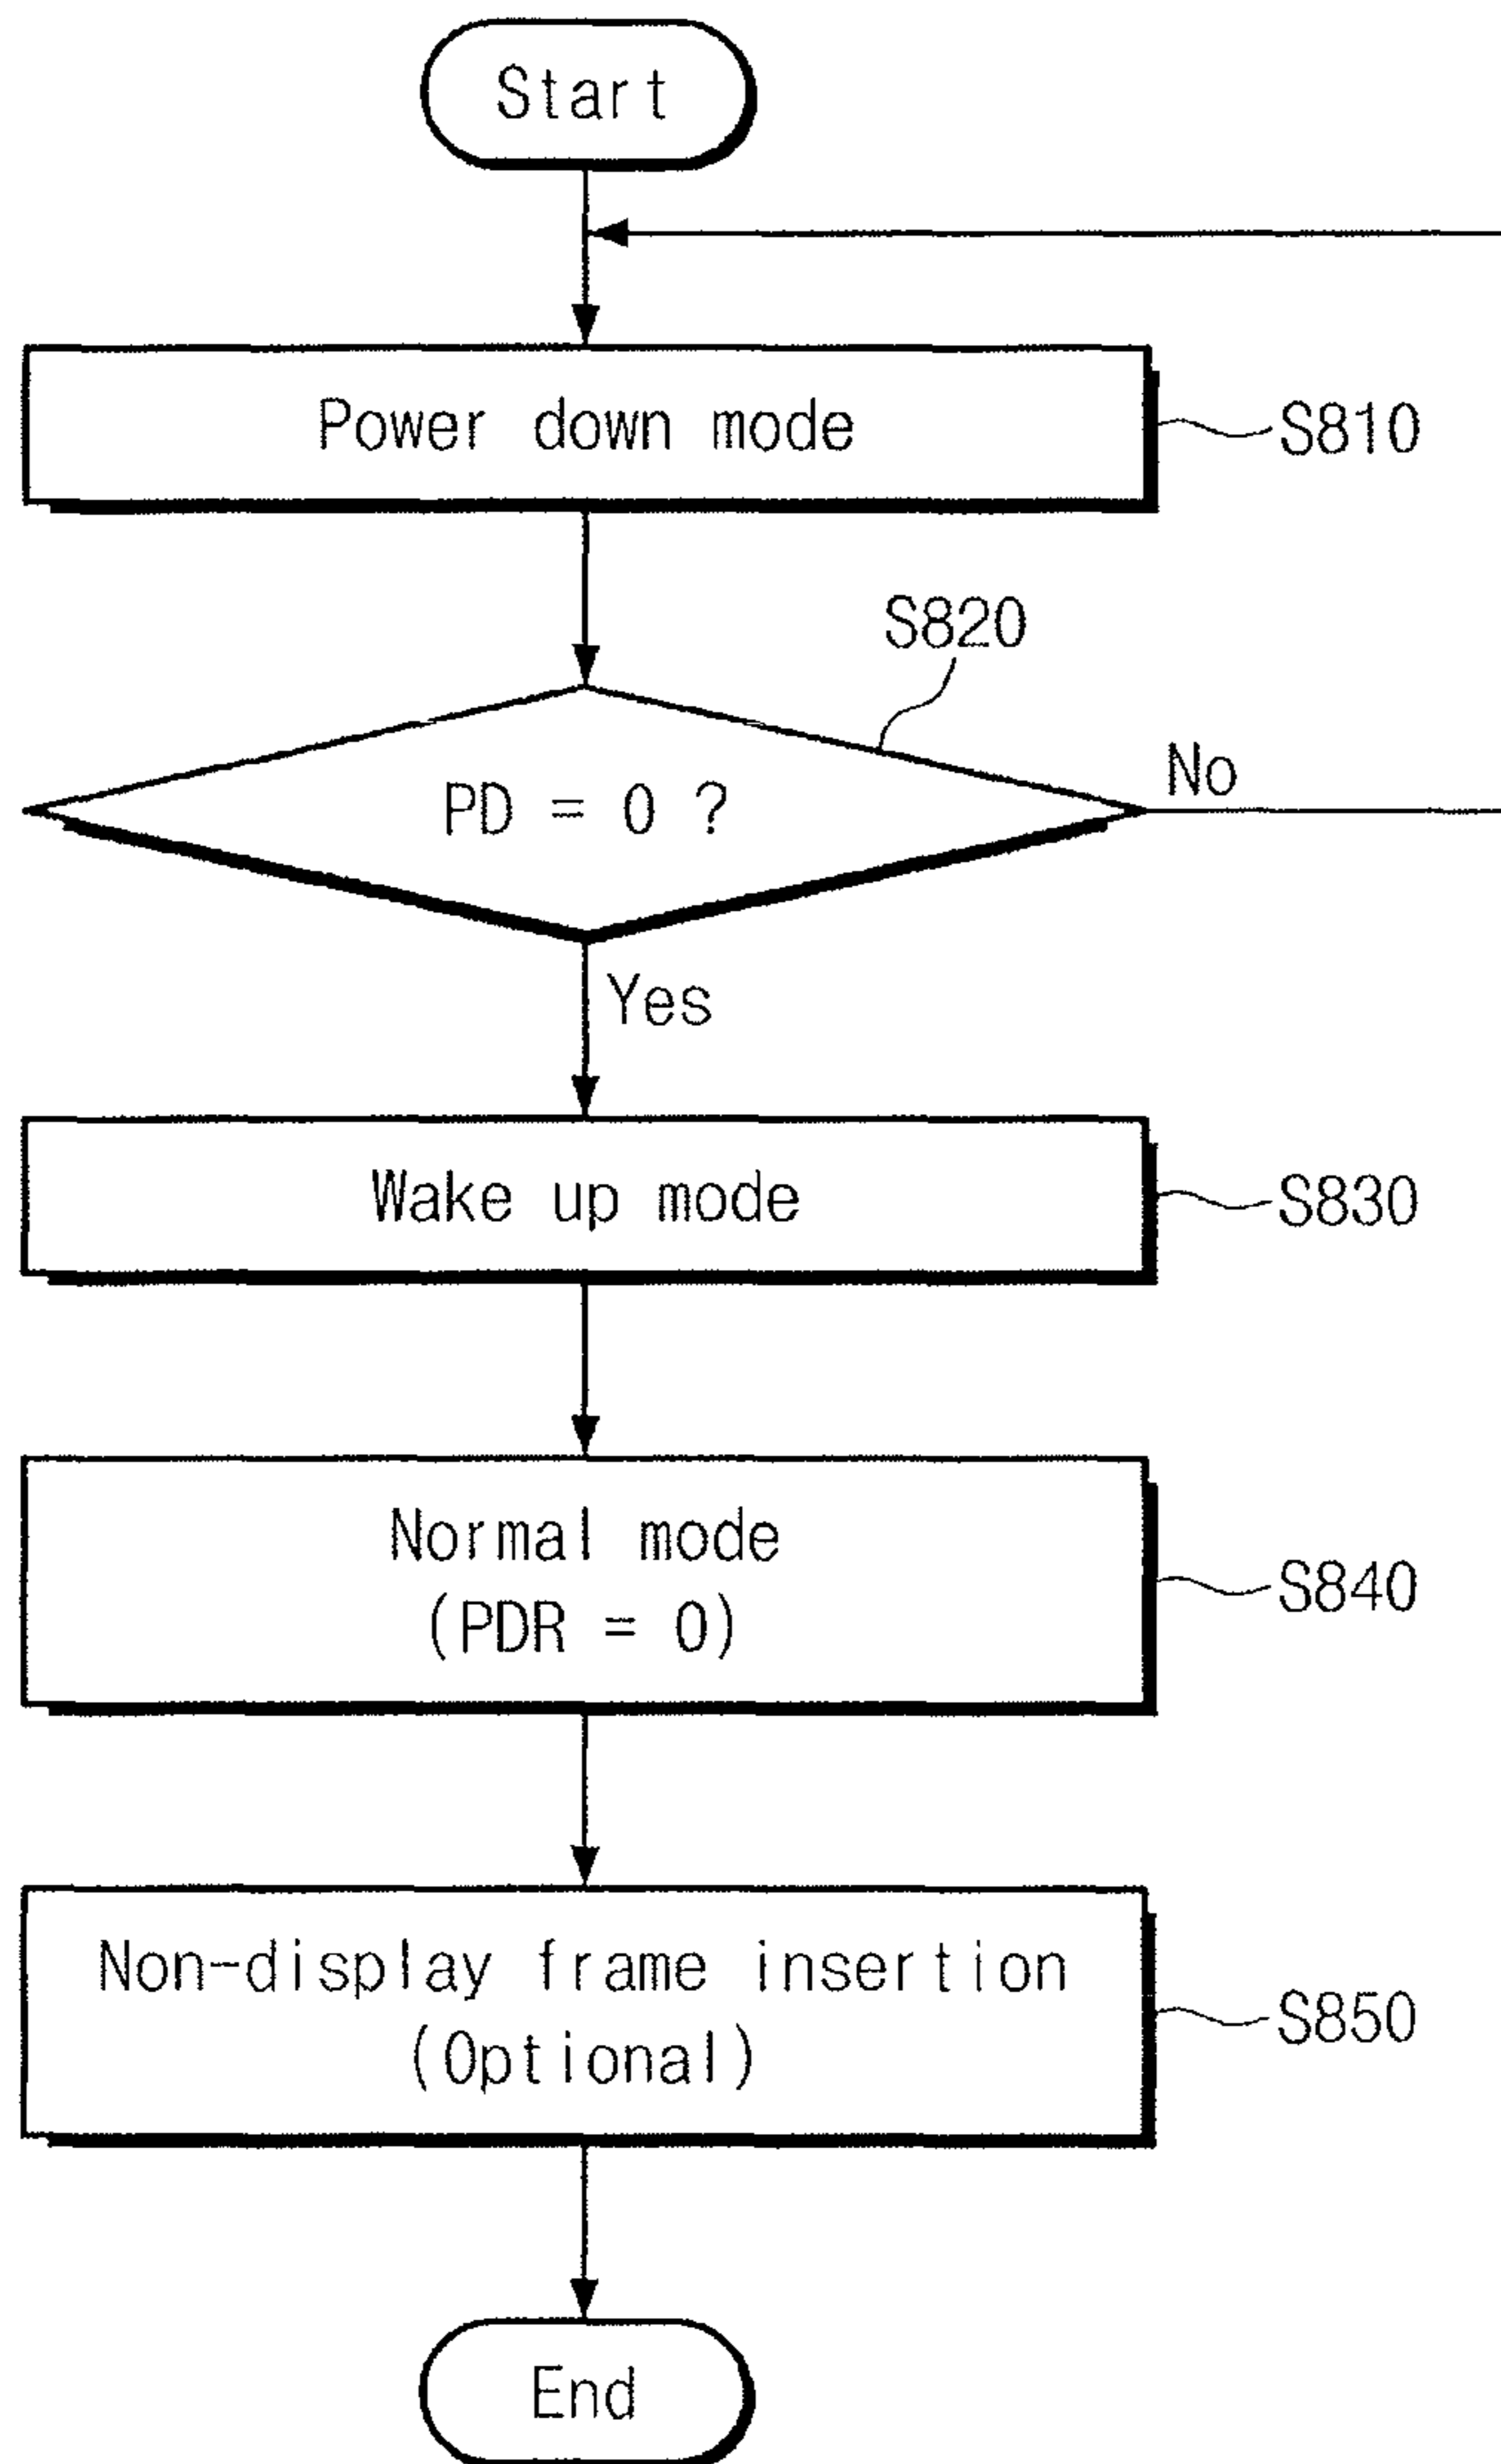 Start
Power down mode
S810
S820
PD = 0 ?
No
Yes
Wake up mode
S830
Normal mode
(PDR = 0)
S840
Non-display frame insertion
(Optional)
S850
End